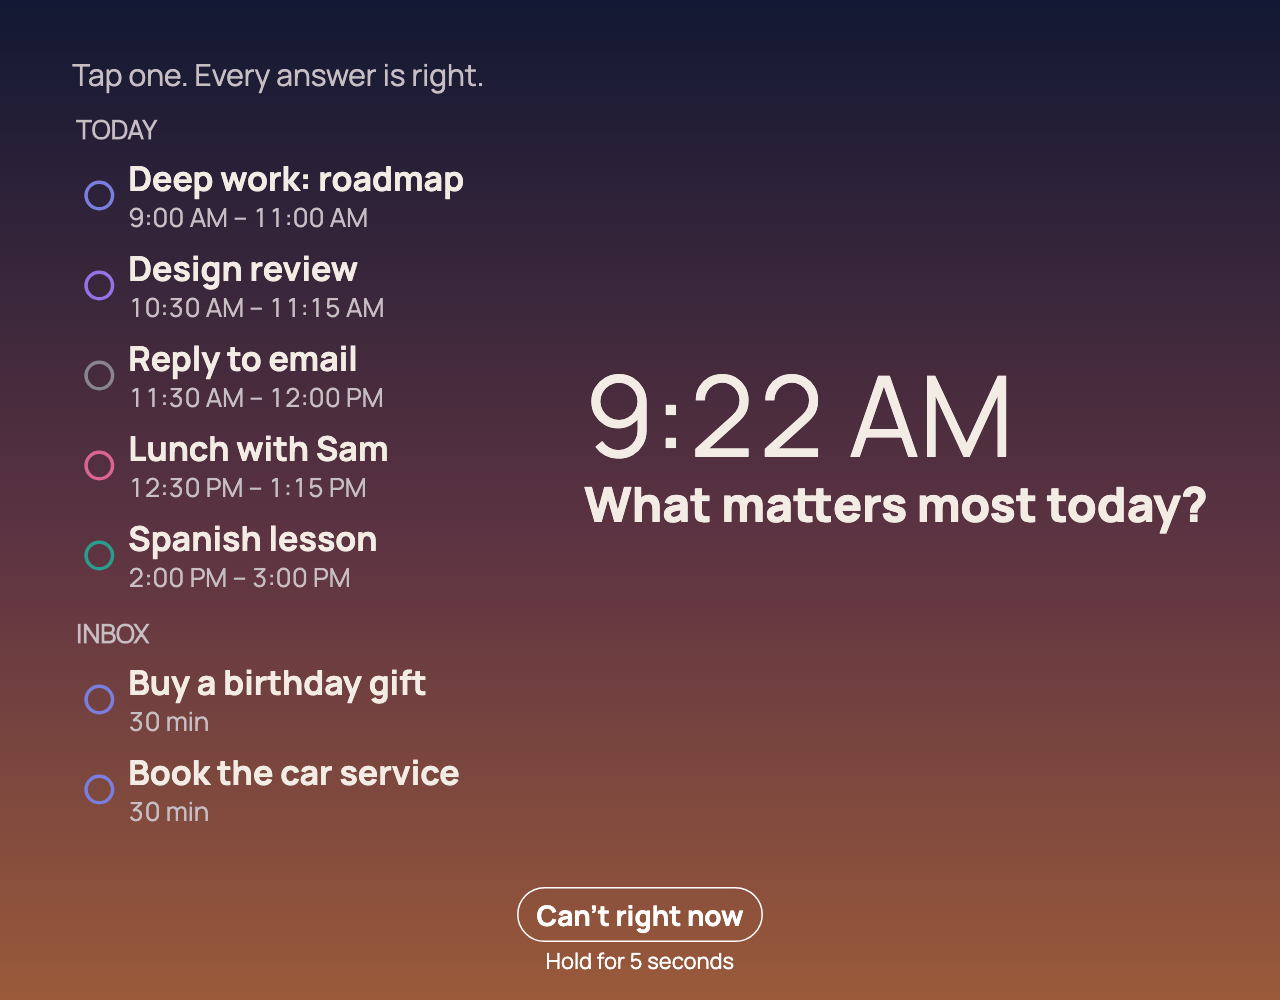 Tap one. Every answer is right.
TODAY
Deep work: roadmap
9:00 AM – 11:00 AM
Design review
10:30 AM – 11:15 AM
Reply to email
11:30 AM – 12:00 PM
Lunch with Sam
12:30 PM – 1:15 PM
Spanish lesson
2:00 PM – 3:00 PM
INBOX
Buy a birthday gift
30 min
Book the car service
30 min
9:22 AM
What matters most today?
Can’t right now
Hold for 5 seconds